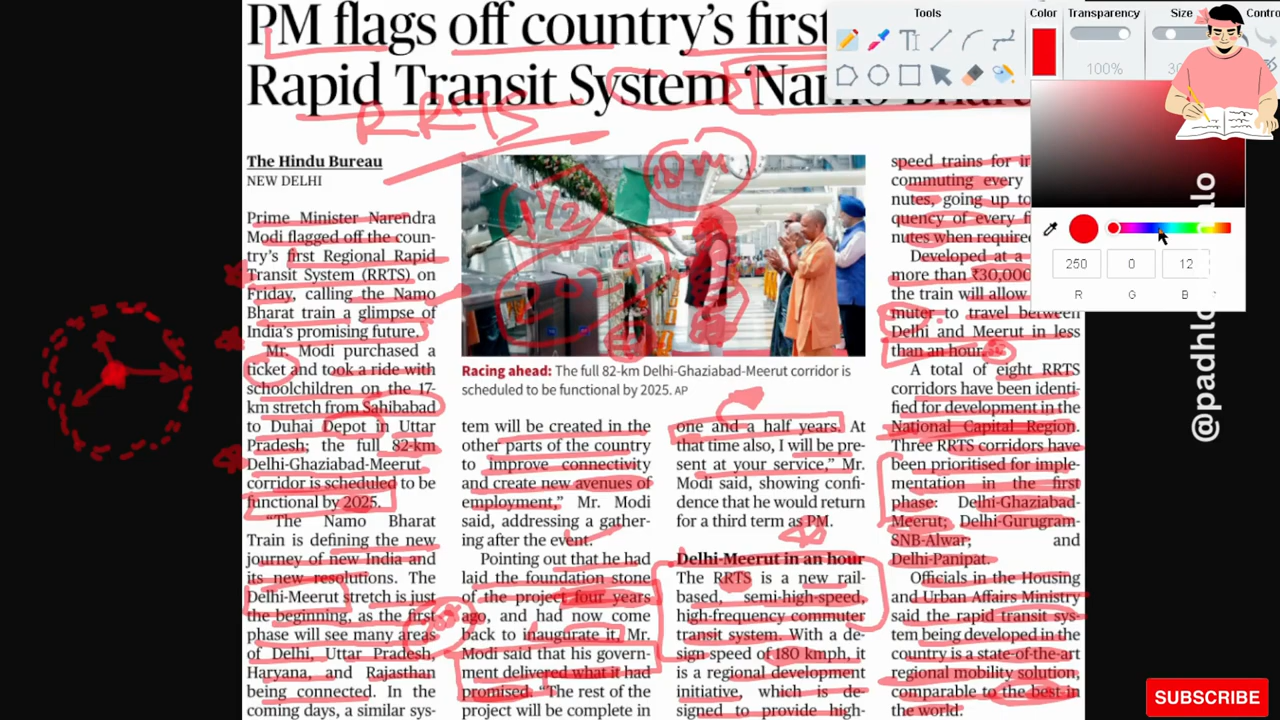 PM flags off country's first
Rapid Transit System 'Namo Bharat
RRTS
The Hindu Bureau
NEW DELHI
Prime Minister Narendra
Modi flagged off the coun-
try's first Regional Rapid
Transit System (RRTS) on
Friday, calling the Namo
Bharat train a glimpse of
India's promising future.
Mr. Modi purchased a
ticket and took a ride with
schoolchildren on the 17-
km stretch from Sahibabad
to Duhai Depot in Uttar
Pradesh; the full 82-km
Delhi-Ghaziabad-Meerut
corridor is scheduled to be
functional by 2025.
"The Namo Bharat
Train is defining the new
journey of new India and
its new resolutions. The
Delhi-Meerut stretch is just
the beginning, as the first
phase will see many areas
of Delhi, Uttar Pradesh,
Haryana, and Rajasthan
being connected. In the
coming days, a similar sys-
18 M
1 1/2
Racing ahead: The full 82-km Delhi-Ghaziabad-Meerut corridor is
scheduled to be functional by 2025. AP
tem will be created in the
other parts of the country
to improve connectivity
and create new avenues of
employment," Mr. Modi
said, addressing a gather-
ing after the event.
Pointing out that he had
laid the foundation stone
of the project four years
ago, and had now come
back to inaugurate it, Mr.
Modi said that his govern-
ment delivered what it had
promised. "The rest of the
project will be complete in
one and a half years. At
that time also, I will be pre-
sent at your service," Mr.
Modi said, showing confi-
dence that he would return
for a third term as PM.
Delhi-Meerut in an hour
The RRTS is a new rail-
based, semi-high-speed,
high-frequency commuter
transit system. With a de-
sign speed of 180 kmph, it
is a regional development
initiative, which is de-
signed to provide high-
speed trains for in
commuting every
nutes, going up to
quency of every fi
nutes when require
Developed at a
more than ₹30,000
the train will allow
muter to travel between
Delhi and Meerut in less
than an hour.
A total of eight RRTS
corridors have been identi-
fied for development in the
National Capital Region.
Three RRTS corridors have
been prioritised for imple-
mentation in the first
phase: Delhi-Ghaziabad-
Meerut; Delhi-Gurugram-
SNB-Alwar; and
Delhi-Panipat.
Officials in the Housing
and Urban Affairs Ministry
said the rapid transit sys-
tem being developed in the
country is a state-of-the-art
regional mobility solution,
comparable to the best in
the world.
Tools
Color
Transparency
Size
Contro
100%
30
250
0
12
R
G
B
@padhlo
lo
SUBSCRIBE